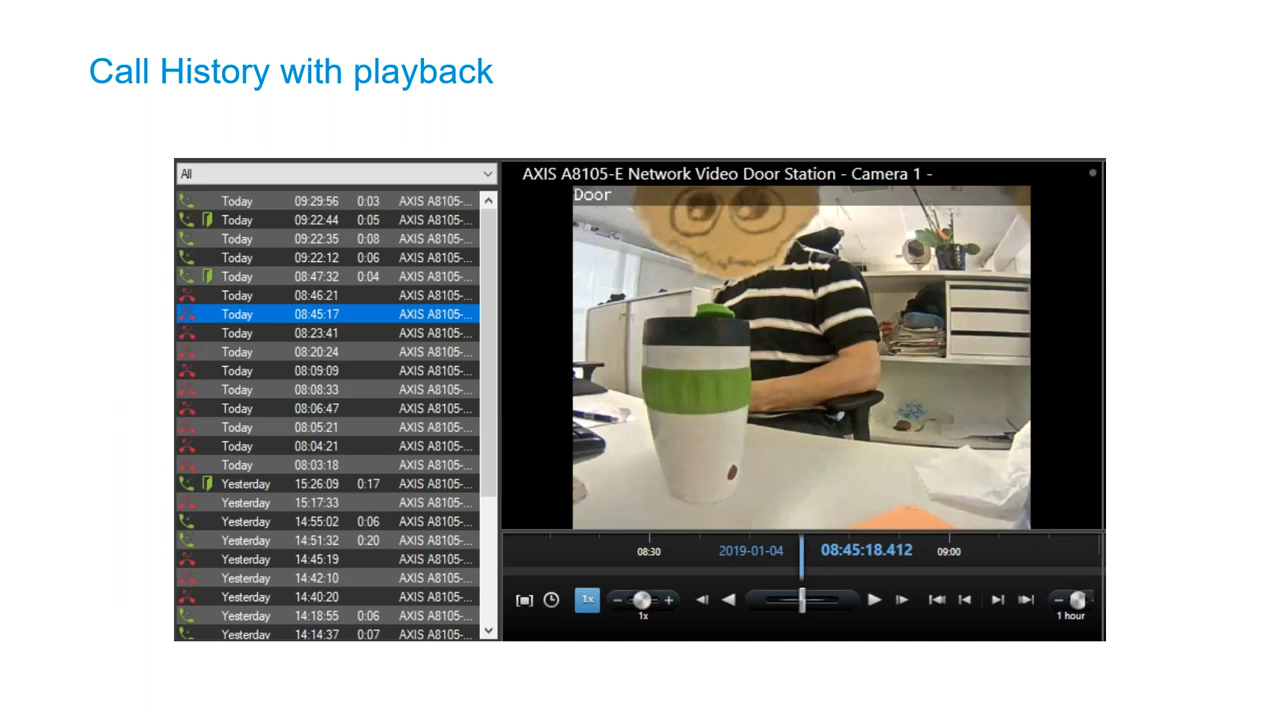 Call History with playback
All
Today 09:29:56 0:03 AXIS A8105-...
Today 09:22:44 0:05 AXIS A8105-...
Today 09:22:35 0:08 AXIS A8105-...
Today 09:22:12 0:06 AXIS A8105-...
Today 08:47:32 0:04 AXIS A8105-...
Today 08:46:21 AXIS A8105-...
Today 08:45:17 AXIS A8105-...
Today 08:23:41 AXIS A8105-...
Today 08:20:24 AXIS A8105-...
Today 08:09:09 AXIS A8105-...
Today 08:08:33 AXIS A8105-...
Today 08:06:47 AXIS A8105-...
Today 08:05:21 AXIS A8105-...
Today 08:04:21 AXIS A8105-...
Today 08:03:18 AXIS A8105-...
Yesterday 15:26:09 0:17 AXIS A8105-...
Yesterday 15:17:33 AXIS A8105-...
Yesterday 14:55:02 0:06 AXIS A8105-...
Yesterday 14:51:32 0:20 AXIS A8105-...
Yesterday 14:45:19 AXIS A8105-...
Yesterday 14:42:10 AXIS A8105-...
Yesterday 14:40:20 AXIS A8105-...
Yesterday 14:18:55 0:06 AXIS A8105-...
Yesterday 14:14:37 0:07 AXIS A8105-...
AXIS A8105-E Network Video Door Station - Camera 1 -
Door
08:30 2019-01-04 08:45:18.412 09:00
1x
1x
1 hour